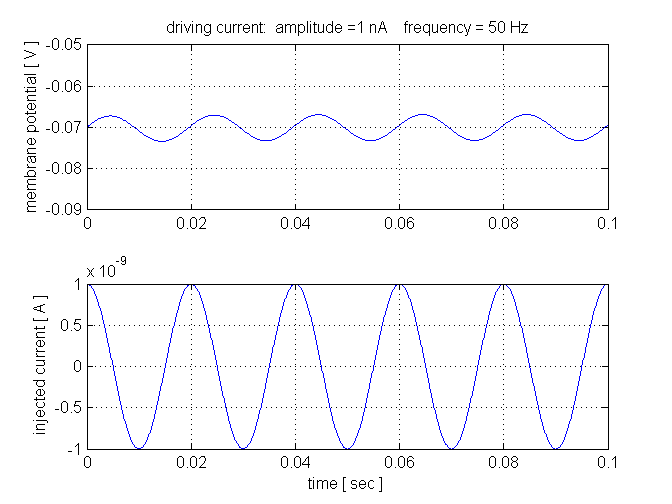 driving current:  amplitude =1 nA    frequency = 50 Hz
membrane potential [ V ]
-0.05
-0.06
-0.07
-0.08
-0.09
0 0.02 0.04 0.06 0.08 0.1
x 10^-9
injected current [ A ]
1
0.5
0
-0.5
-1
0 0.02 0.04 0.06 0.08 0.1
time [ sec ]